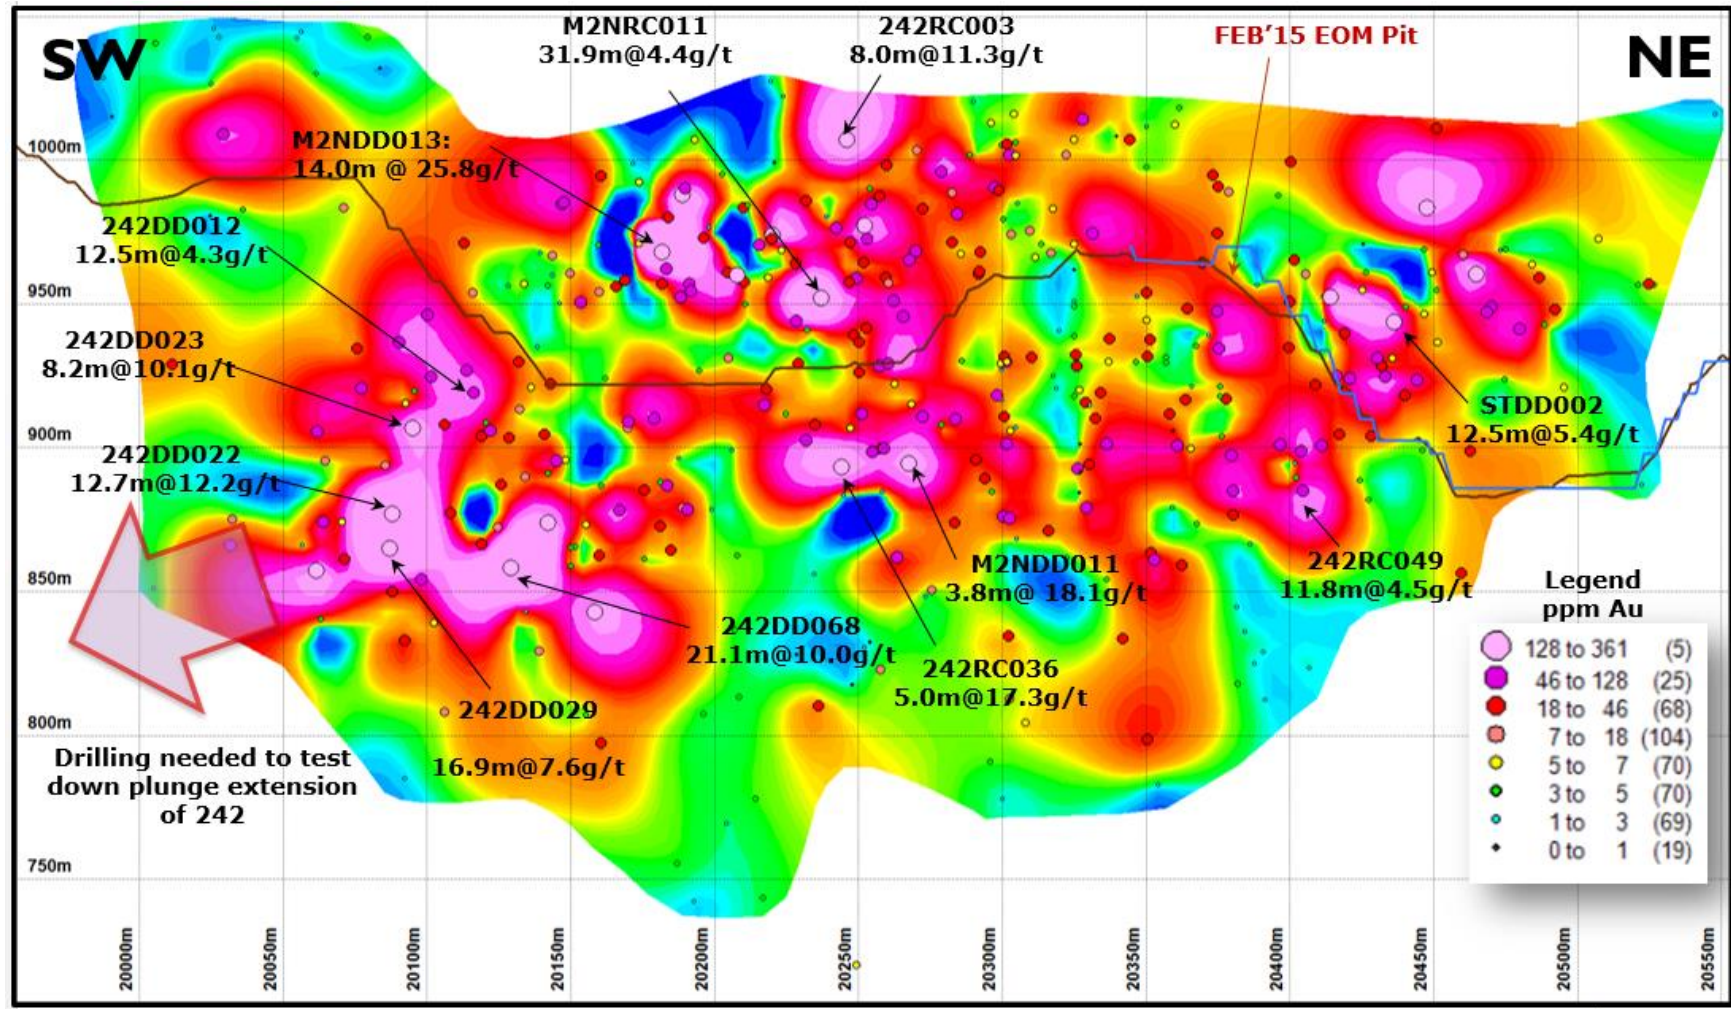 SW
NE
M2NRC011
31.9m@4.4g/t
242RC003
8.0m@11.3g/t
FEB'15 EOM Pit
M2NDD013:
14.0m @ 25.8g/t
242DD012
12.5m@4.3g/t
242DD023
8.2m@10.1g/t
242DD022
12.7m@12.2g/t
STDD002
12.5m@5.4g/t
M2NDD011
3.8m@ 18.1g/t
242RC049
11.8m@4.5g/t
242DD068
21.1m@10.0g/t
242RC036
5.0m@17.3g/t
242DD029
16.9m@7.6g/t
Drilling needed to test
down plunge extension
of 242
1000m
950m
900m
850m
800m
750m
20000m
20050m
20100m
20150m
20200m
20250m
20300m
20350m
20400m
20450m
20500m
20550m
Legend
ppm Au
128 to 361 (5)
46 to 128 (25)
18 to 46 (68)
7 to 18 (104)
5 to 7 (70)
3 to 5 (70)
1 to 3 (69)
0 to 1 (19)